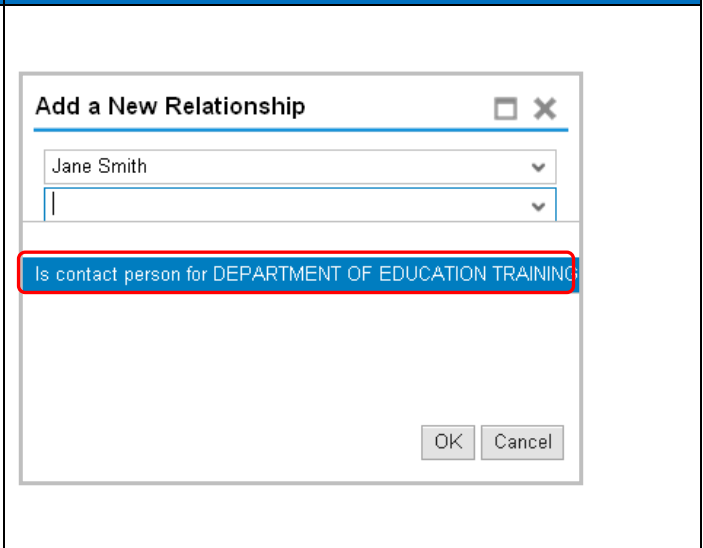 Add a New Relationship
Jane Smith
Is contact person for DEPARTMENT OF EDUCATION TRAINING
OK Cancel